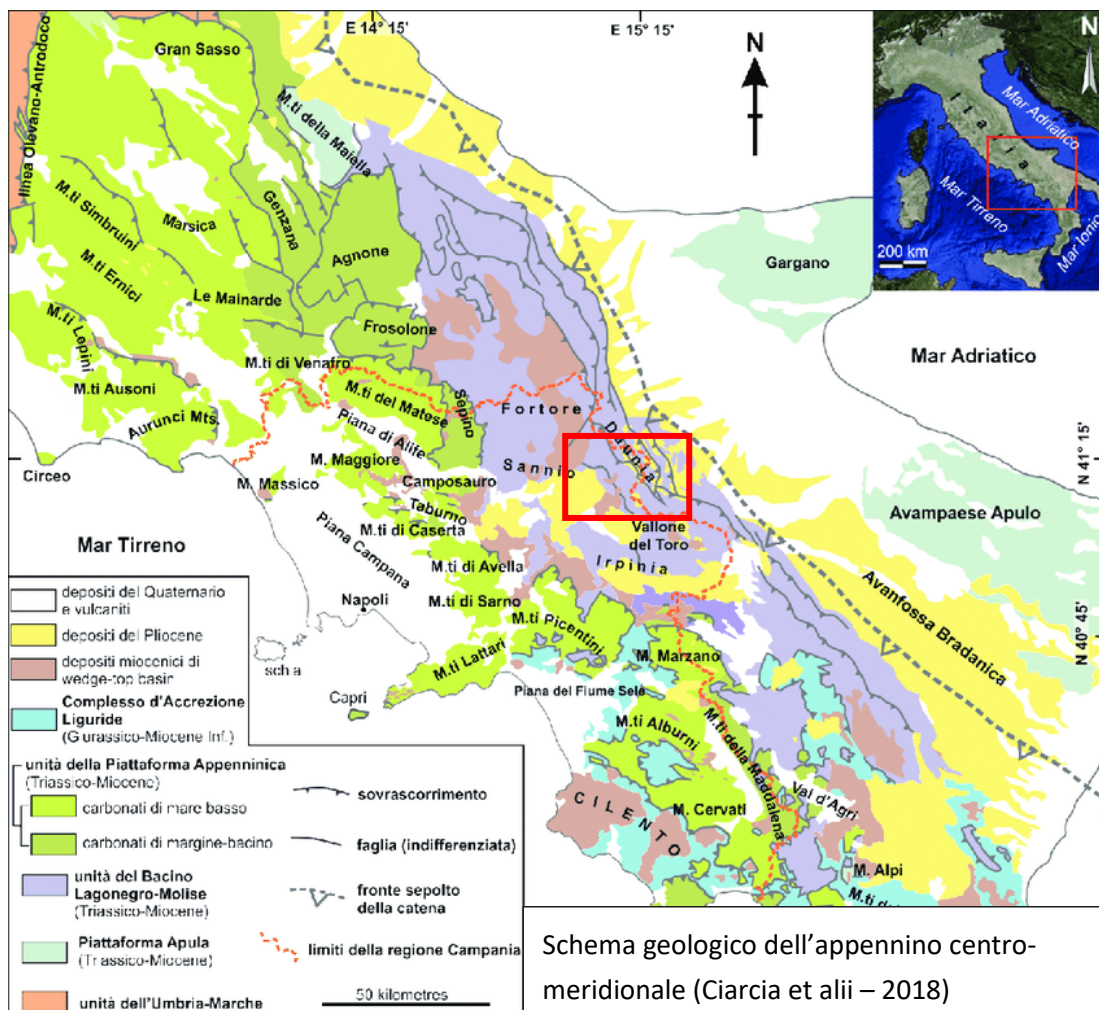 E 14° 15'
E 15° 15'
N
N
Gran Sasso
linea Olevano-Antrodoco
M.ti della Maiella
M.ti Simbruini
Marsica
Genzana
M.ti Ernici
Agnone
Le Mainarde
Frosolone
M.ti Lepini
M.ti di Venafro
M.ti Ausoni
Aurunci Mts.
M.ti del Matese
Sepino
Fortore
Daunia
Piana di Alife
Circeo
M. Maggiore
Sannio
M. Massico
Camposauro
Taburno
M.ti di Caserta
Vallone
del Toro
Piana Campana
Mar Tirreno
M.ti di Avella
Irpinia
Napoli
M.ti di Sarno
M.ti Picentini
M.ti Lattari
M. Marzano
Capri
Piana del Fiume Sele
M.ti Alburni
M.ti della Maddalena
CILENTO
M. Cervati
Val d'Agri
M. Alpi
Gargano
Mar Adriatico
N 41° 15'
Avampaese Apulo
Avanfossa Bradanica
N 40° 45'
Italia
Mar Adriatico
Mar Tirreno
Mar Ionio
200 km
depositi del Quaternario
e vulcaniti
depositi del Pliocene
depositi miocenici di
wedge-top basin
Complesso d'Accrezione
Liguride
(Giurassico-Miocene Inf.)
unità della Piattaforma Appenninica
(Triassico-Miocene)
carbonati di mare basso
carbonati di margine-bacino
unità del Bacino
Lagonegro-Molise
(Triassico-Miocene)
Piattaforma Apula
(Triassico-Miocene)
unità dell'Umbria-Marche
sovrascorrimento
faglia (indifferenziata)
fronte sepolto
della catena
limiti della regione Campania
50 kilometres
Schema geologico dell'appennino centro-
meridionale (Ciarcia et alii – 2018)